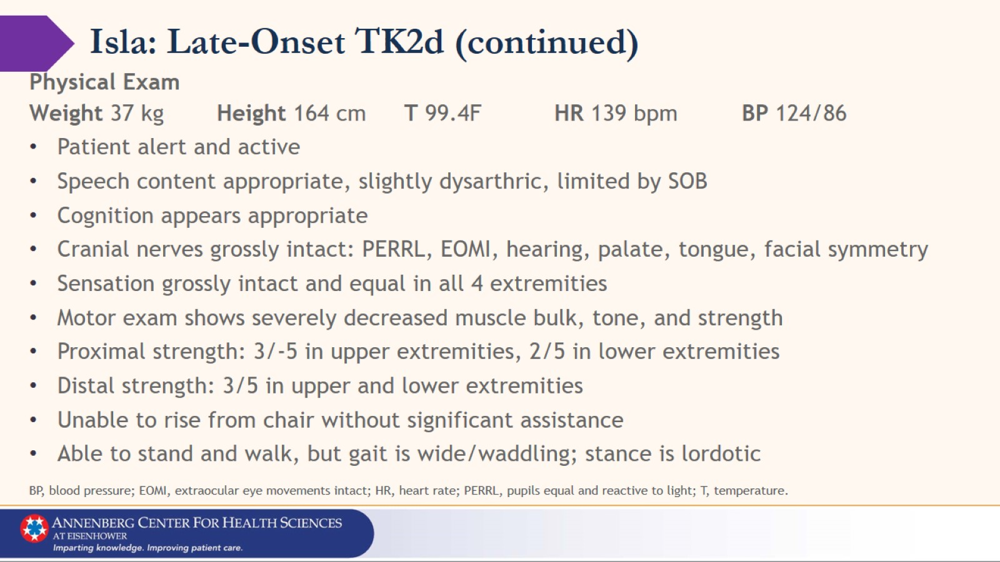 Isla: Late-Onset TK2d (continued)
Physical Exam
Weight 37 kg Height 164 cm T 99.4F HR 139 bpm BP 124/86
• Patient alert and active
• Speech content appropriate, slightly dysarthric, limited by SOB
• Cognition appears appropriate
• Cranial nerves grossly intact: PERRL, EOMI, hearing, palate, tongue, facial symmetry
• Sensation grossly intact and equal in all 4 extremities
• Motor exam shows severely decreased muscle bulk, tone, and strength
• Proximal strength: 3/-5 in upper extremities, 2/5 in lower extremities
• Distal strength: 3/5 in upper and lower extremities
• Unable to rise from chair without significant assistance
• Able to stand and walk, but gait is wide/waddling; stance is lordotic
BP, blood pressure; EOMI, extraocular eye movements intact; HR, heart rate; PERRL, pupils equal and reactive to light; T, temperature.
ANNENBERG CENTER FOR HEALTH SCIENCES
AT EISENHOWER
Imparting knowledge. Improving patient care.